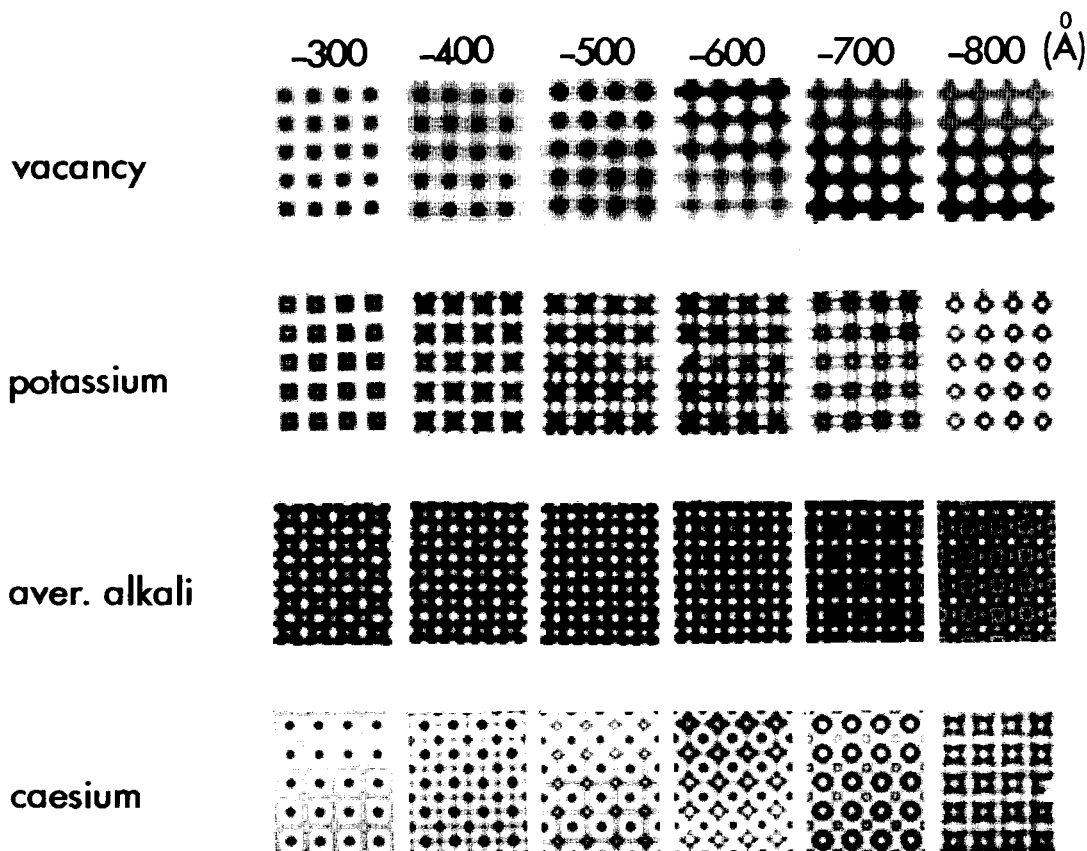 –300 –400 –500 –600 –700 –800 (Å)
vacancy
potassium
aver. alkali
caesium